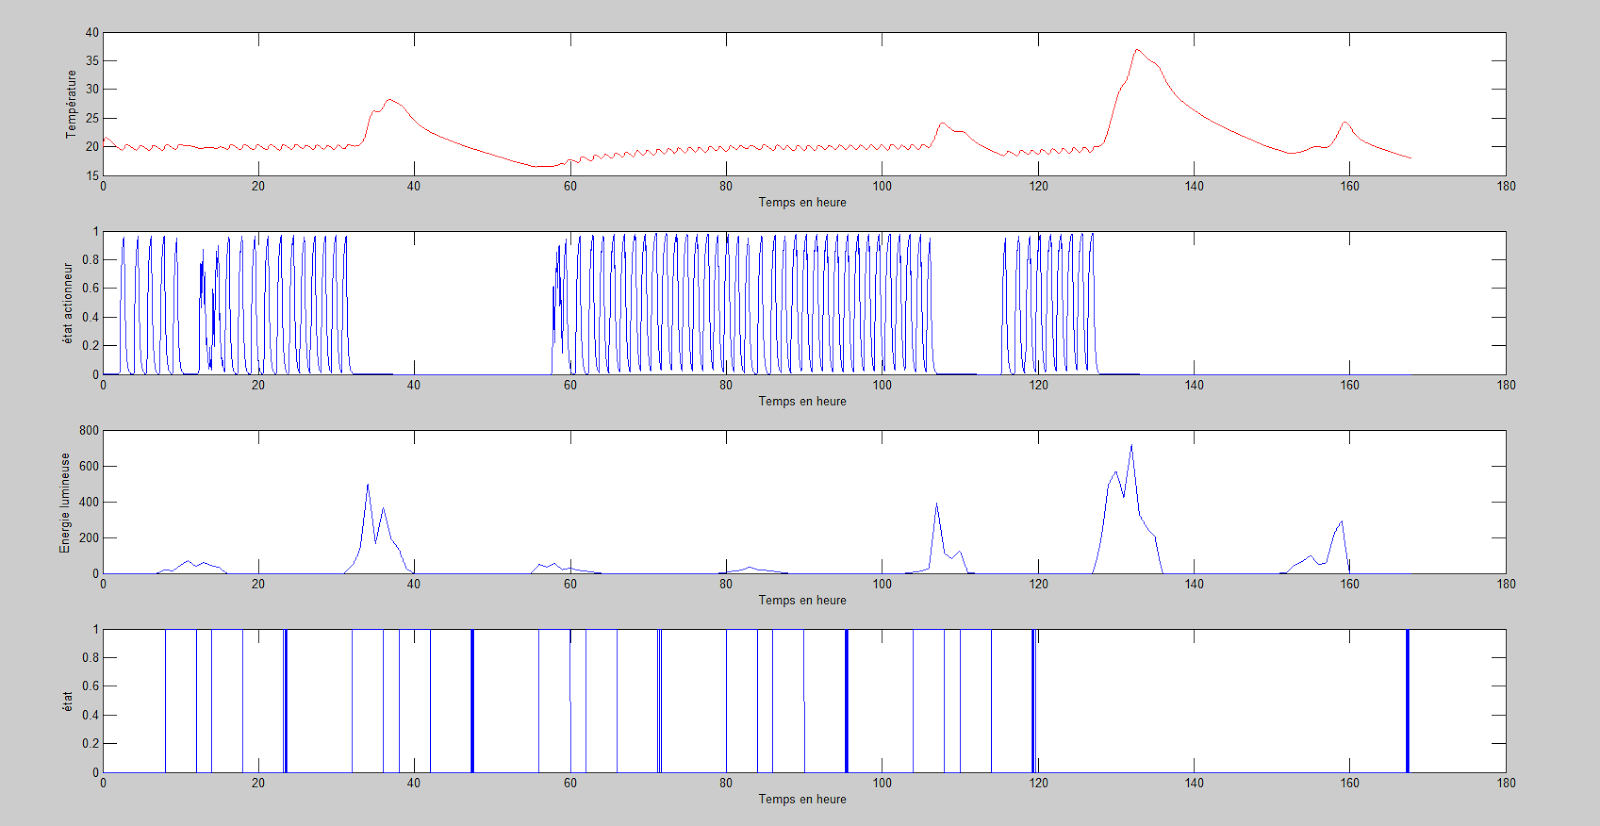 Température
40
35
30
25
20
15
0 20 40 60 80 100 120 140 160 180
Temps en heure
état actionneur
1
0.8
0.6
0.4
0.2
0
0 20 40 60 80 100 120 140 160 180
Temps en heure
Energie lumineuse
800
600
400
200
0
0 20 40 60 80 100 120 140 160 180
Temps en heure
état
1
0.8
0.6
0.4
0.2
0
0 20 40 60 80 100 120 140 160 180
Temps en heure